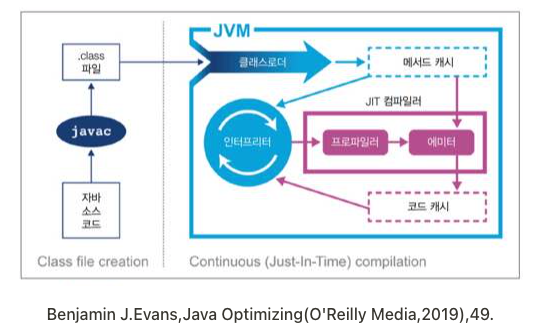 JVM
.class
파일
클래스로더
메서드 캐시
JIT 컴파일러
javac
인터프리터
프로파일러
에미터
자바
소스
코드
코드 캐시
Class file creation
Continuous (Just-In-Time) compilation
Benjamin J.Evans,Java Optimizing(O'Reilly Media,2019),49.